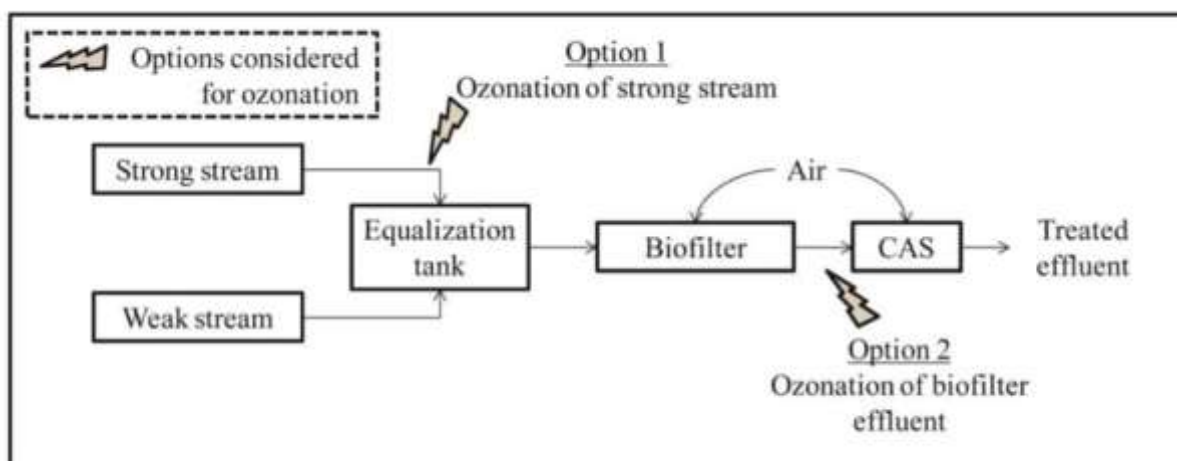 Options considered
for ozonation
Option 1
Ozonation of strong stream
Strong stream
Air
Equalization
tank
Biofilter
CAS
Treated
effluent
Weak stream
Option 2
Ozonation of biofilter
effluent